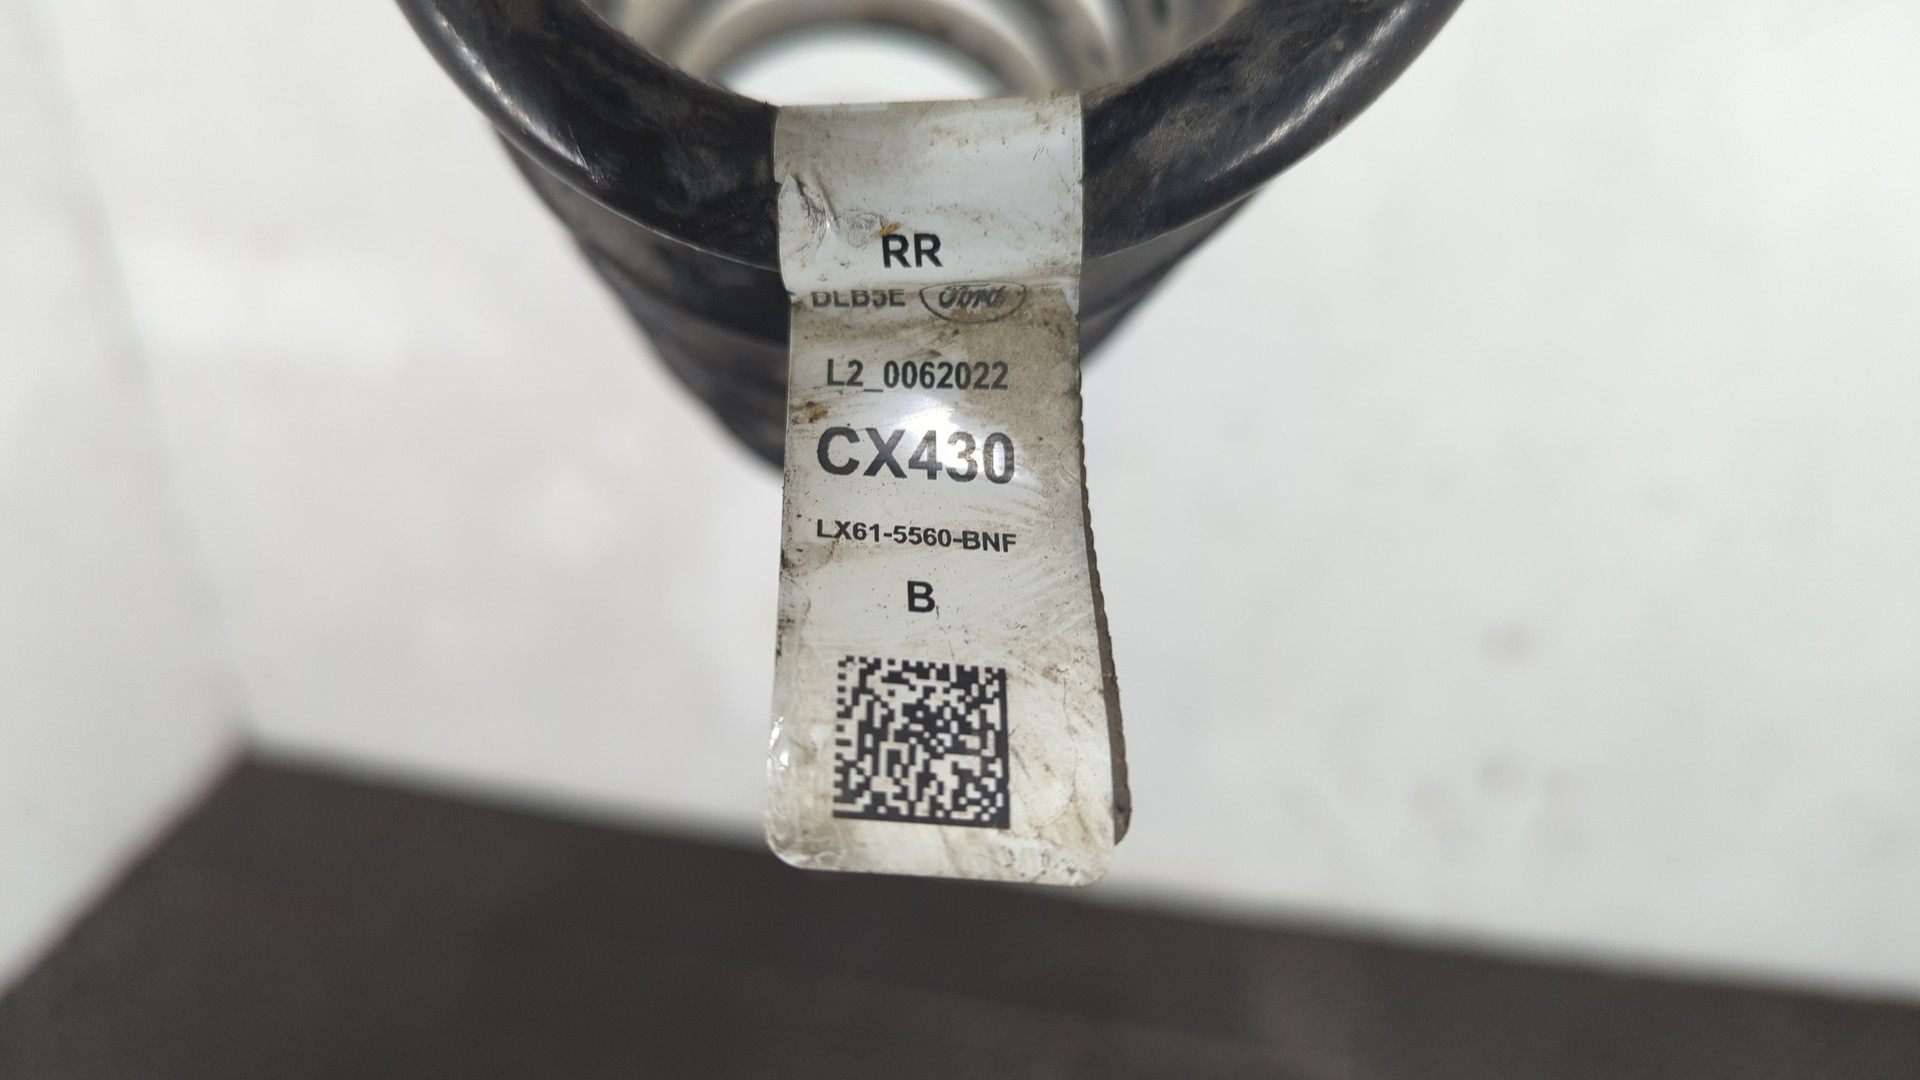 RR
DLB5E Ford
L2_0062022
CX430
LX61-5560-BNF
B